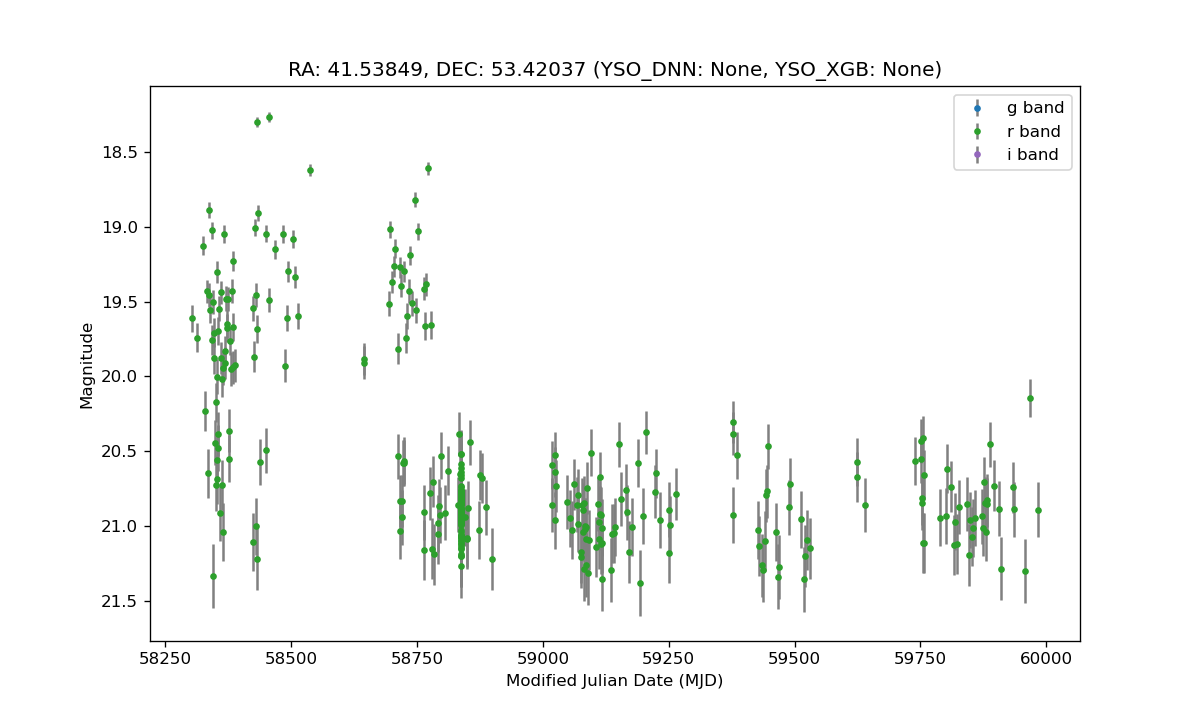 RA: 41.53849, DEC: 53.42037 (YSO_DNN: None, YSO_XGB: None)
g band
r band
i band
18.5
19.0
19.5
20.0
20.5
21.0
21.5
Magnitude
58250 58500 58750 59000 59250 59500 59750 60000
Modified Julian Date (MJD)